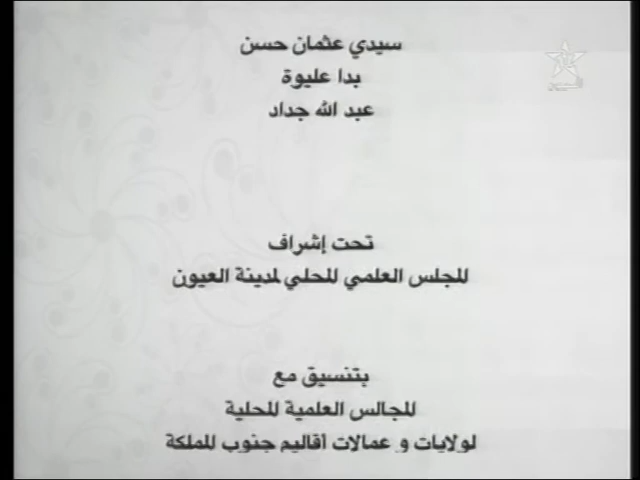 سيدي عثمان حسن
بدا عليوة
عبد الله جداد
تحت إشراف
المجلس العلمي المحلي لمدينة العيون
بتنسيق مع
المجالس العلمية المحلية
لولايات و عمالات أقاليم جنوب المملكة